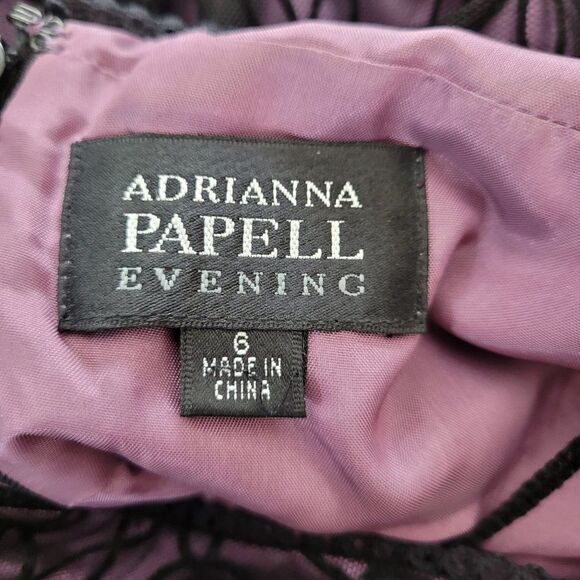 ADRIANNA
PAPELL
EVENING
6
MADE IN
CHINA